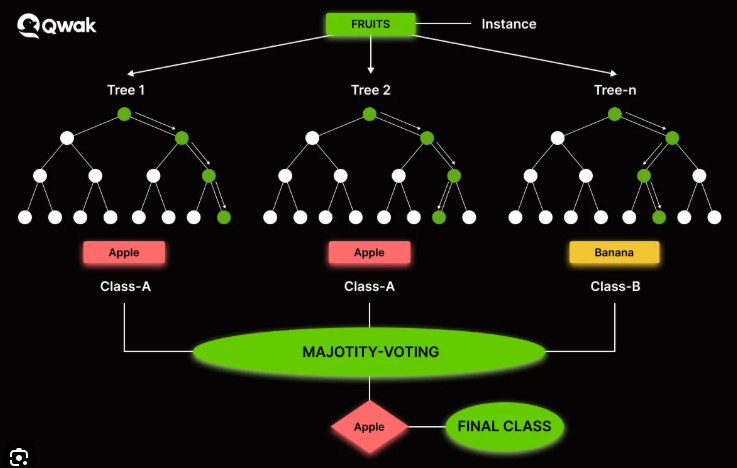 Qwak
FRUITS
Instance
Tree 1
Tree 2
Tree-n
Apple
Apple
Banana
Class-A
Class-A
Class-B
MAJOTITY-VOTING
Apple
FINAL CLASS